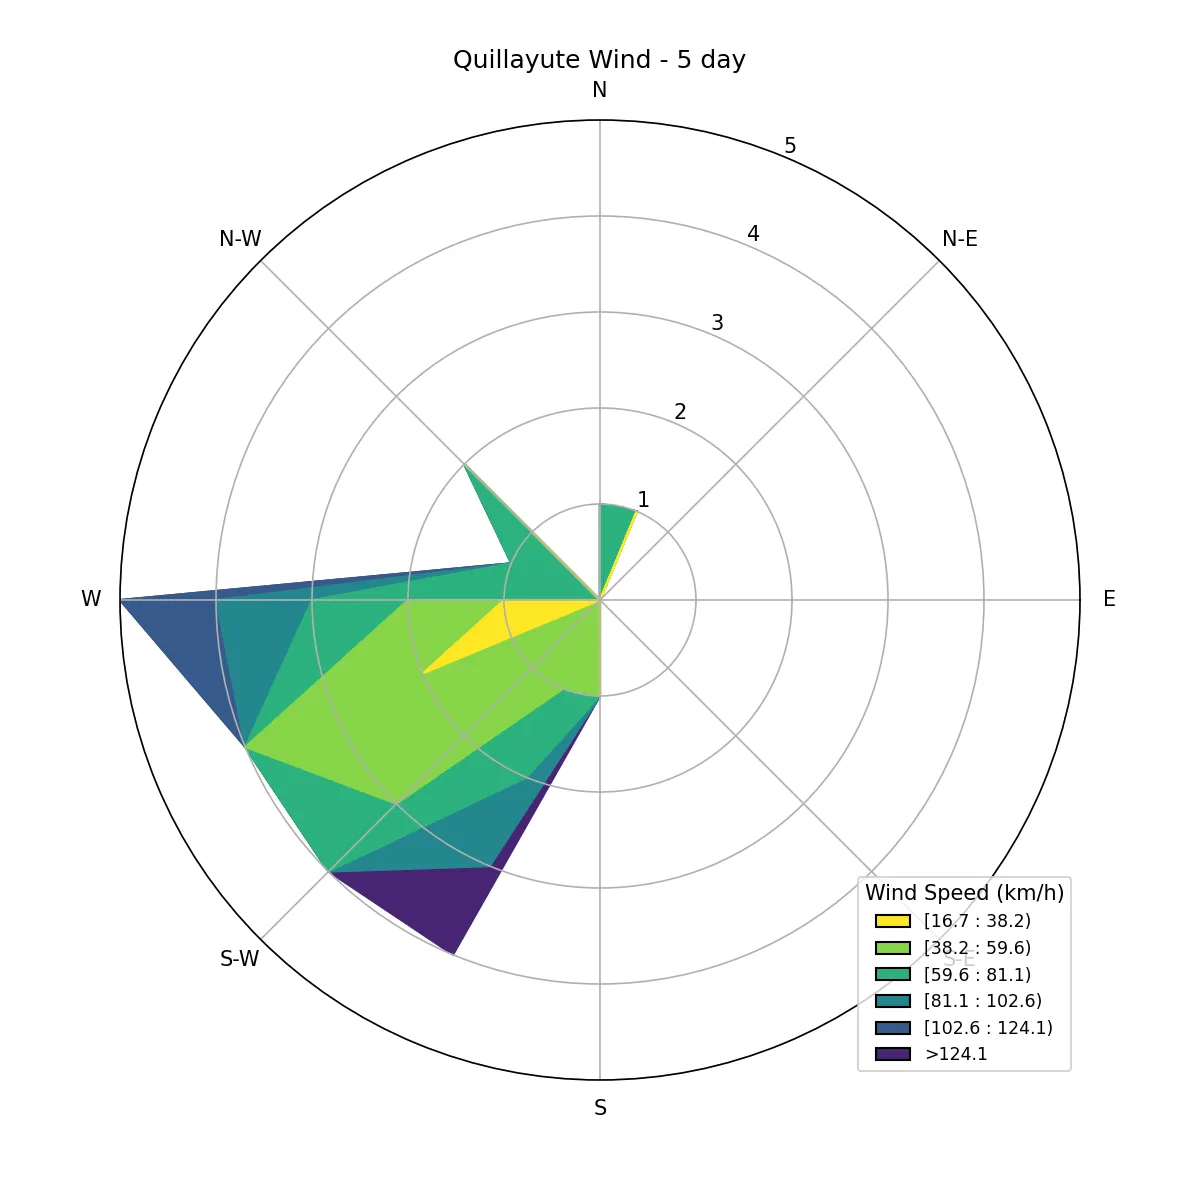 Quillayute Wind - 5 day
N
5
N-W
4
N-E
3
2
1
W
E
S-W
S-E
S
Wind Speed (km/h)
[16.7 : 38.2)
[38.2 : 59.6)
[59.6 : 81.1)
[81.1 : 102.6)
[102.6 : 124.1)
>124.1